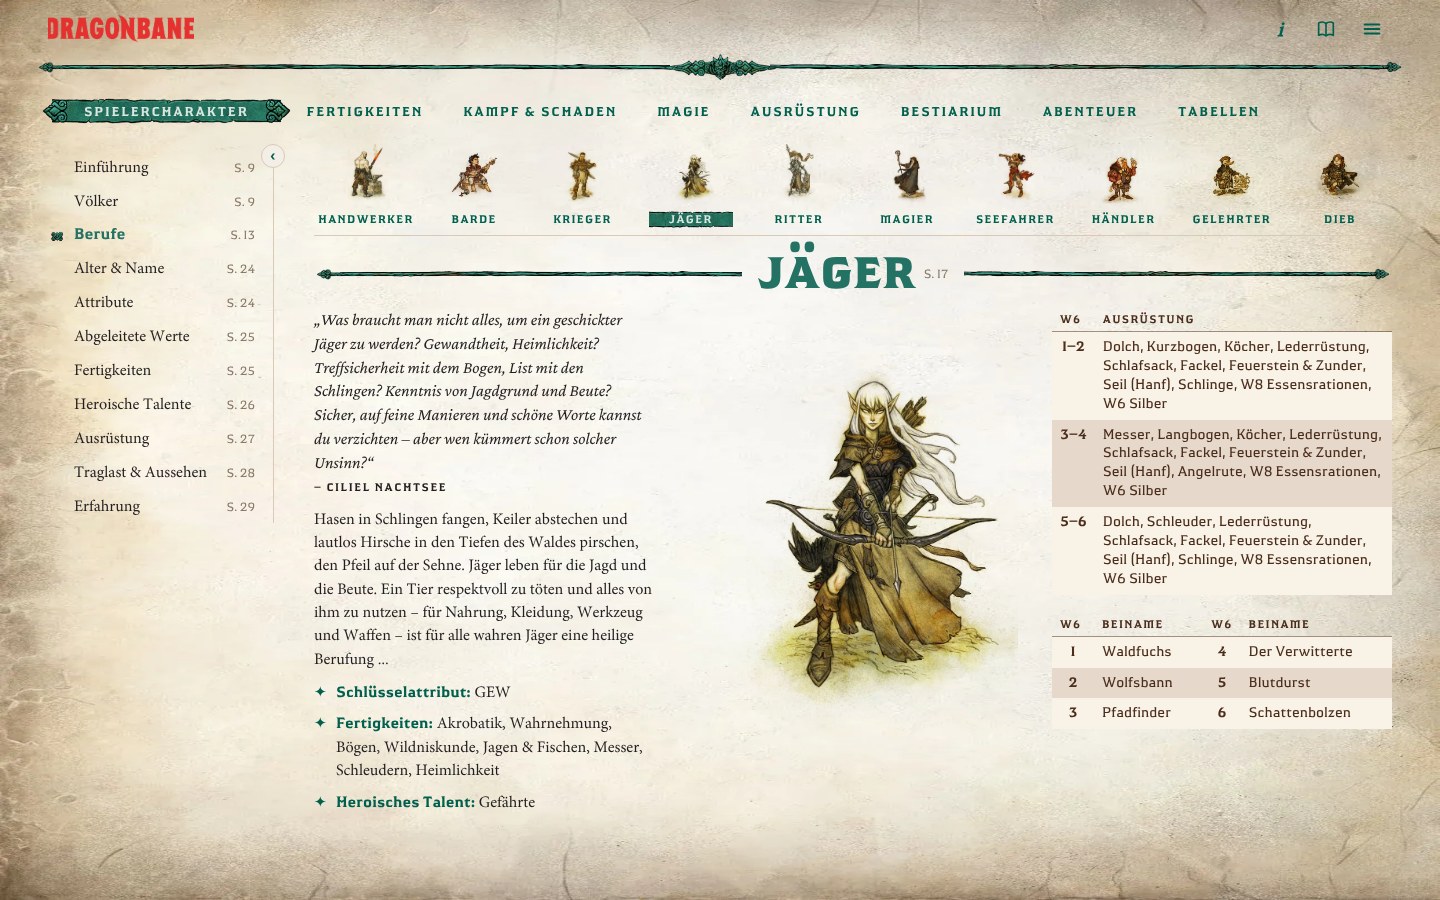 DRAGONBANE
SPIELERCHARAKTER
FERTIGKEITEN
KAMPF & SCHADEN
MAGIE
AUSRÜSTUNG
BESTIARIUM
ABENTEUER
TABELLEN
Einführung S. 9
Völker S. 9
Berufe S. 13
Alter & Name S. 24
Attribute S. 24
Abgeleitete Werte S. 25
Fertigkeiten S. 25
Heroische Talente S. 26
Ausrüstung S. 27
Traglast & Aussehen S. 28
Erfahrung S. 29
HANDWERKER
BARDE
KRIEGER
JÄGER
RITTER
MAGIER
SEEFAHRER
HÄNDLER
GELEHRTER
DIEB
JÄGER S. 17
„Was braucht man nicht alles, um ein geschickter
Jäger zu werden? Gewandtheit, Heimlichkeit?
Treffsicherheit mit dem Bogen, List mit den
Schlingen? Kenntnis von Jagdgrund und Beute?
Sicher, auf feine Manieren und schöne Worte kannst
du verzichten – aber wen kümmert schon solcher
Unsinn?“
– CILIEL NACHTSEE
Hasen in Schlingen fangen, Keiler abstechen und
lautlos Hirsche in den Tiefen des Waldes pirschen,
den Pfeil auf der Sehne. Jäger leben für die Jagd und
die Beute. Ein Tier respektvoll zu töten und alles von
ihm zu nutzen – für Nahrung, Kleidung, Werkzeug
und Waffen – ist für alle wahren Jäger eine heilige
Berufung ...
✦ Schlüsselattribut: GEW
✦ Fertigkeiten: Akrobatik, Wahrnehmung,
Bögen, Wildniskunde, Jagen & Fischen, Messer,
Schleudern, Heimlichkeit
✦ Heroisches Talent: Gefährte
W6 AUSRÜSTUNG
1–2 Dolch, Kurzbogen, Köcher, Lederrüstung,
Schlafsack, Fackel, Feuerstein & Zunder,
Seil (Hanf), Schlinge, W8 Essensrationen,
W6 Silber
3–4 Messer, Langbogen, Köcher, Lederrüstung,
Schlafsack, Fackel, Feuerstein & Zunder,
Seil (Hanf), Angelrute, W8 Essensrationen,
W6 Silber
5–6 Dolch, Schleuder, Lederrüstung,
Schlafsack, Fackel, Feuerstein & Zunder,
Seil (Hanf), Schlinge, W8 Essensrationen,
W6 Silber
W6 BEINAME W6 BEINAME
1 Waldfuchs 4 Der Verwitterte
2 Wolfsbann 5 Blutdurst
3 Pfadfinder 6 Schattenbolzen